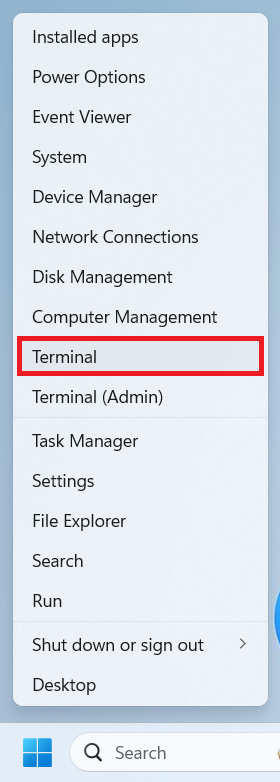 Installed apps
Power Options
Event Viewer
System
Device Manager
Network Connections
Disk Management
Computer Management
Terminal
Terminal (Admin)
Task Manager
Settings
File Explorer
Search
Run
Shut down or sign out
Desktop
Search